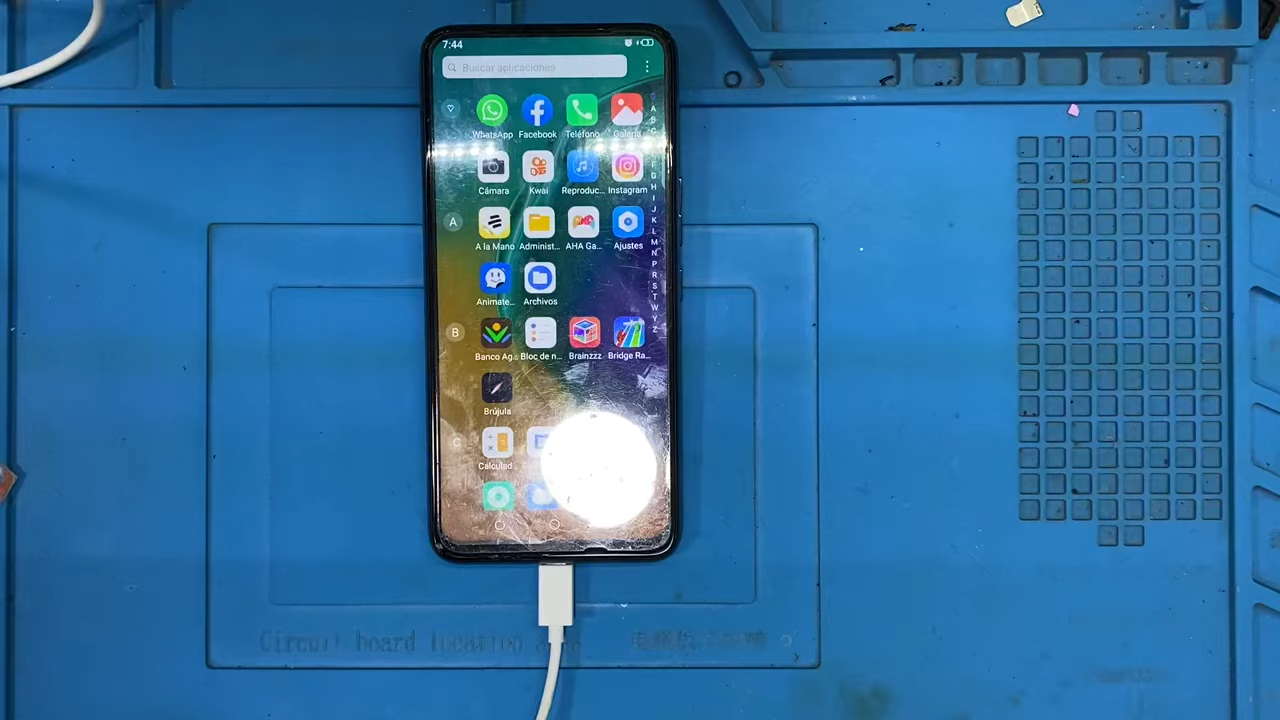 7:44
Buscar aplicaciones
WhatsApp Facebook Teléfono Galería
Cámara Kwai Reproduc... Instagram
A
A la Mano Administ... AHA Ga... Ajustes
Animate... Archivos
B
Banco Ag... Bloc de n... Brainzzz Bridge Ra...
Brújula
C
Calculad...
A
B
C
F
G
H
I
J
K
L
M
N
P
R
S
T
W
Y
Z
Circuit board location